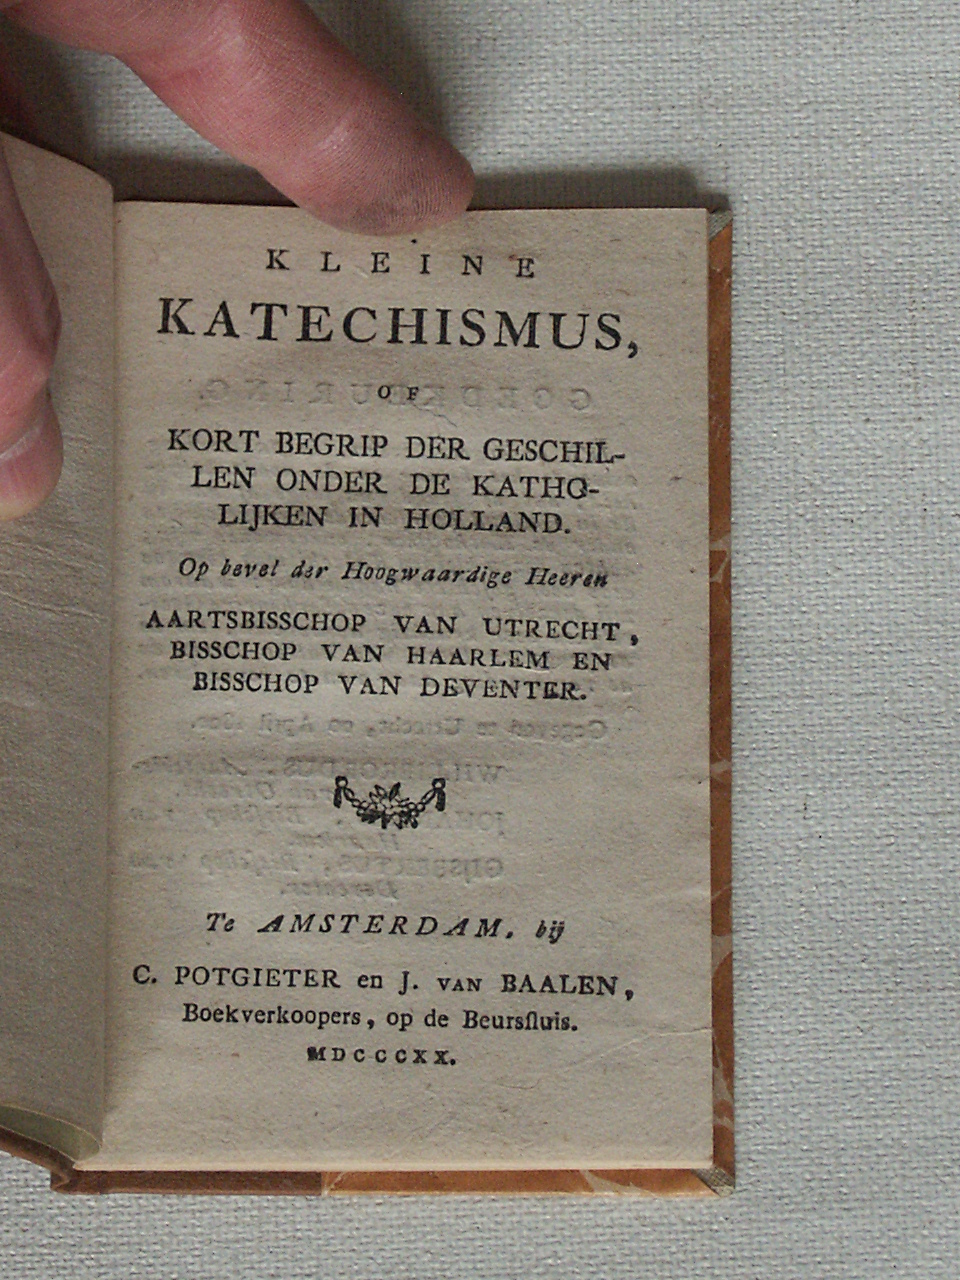 KLEINE
KATECHISMUS,
OF
KORT BEGRIP DER GESCHIL-
LEN ONDER DE KATHO-
LIJKEN IN HOLLAND.
Op bevel der Hoogwaardige Heeren
AARTSBISSCHOP VAN UTRECHT,
BISSCHOP VAN HAARLEM EN
BISSCHOP VAN DEVENTER.
Te AMSTERDAM, bij
C. POTGIETER en J. VAN BAALEN,
Boekverkoopers, op de Beursſluis.
MDCCCXX.